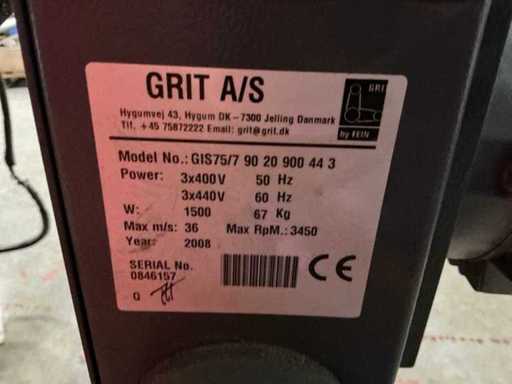 GRIT A/S
GRIT
by FEIN
Hygumvej 43, Hygum DK-7300 Jelling Danmark
Tlf. +45 75872222 Email: grit@grit.dk
Model No.: GIS75/7 90 20 900 44 3
Power: 3x400V 50 Hz
3x440V 60 Hz
W: 1500 67 Kg
Max m/s: 36 Max RpM.: 3450
Year: 2008
SERIAL No.
0846157
CE
Q